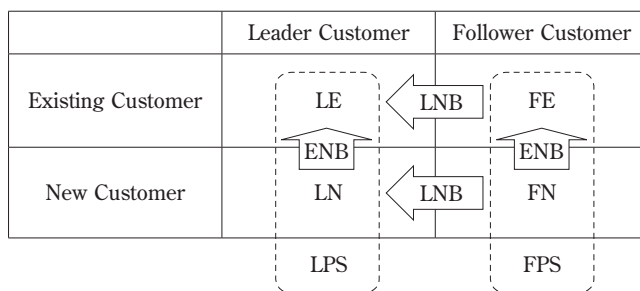 Leader Customer Follower Customer
Existing Customer LE LNB FE
ENB ENB
New Customer LN LNB FN
LPS FPS